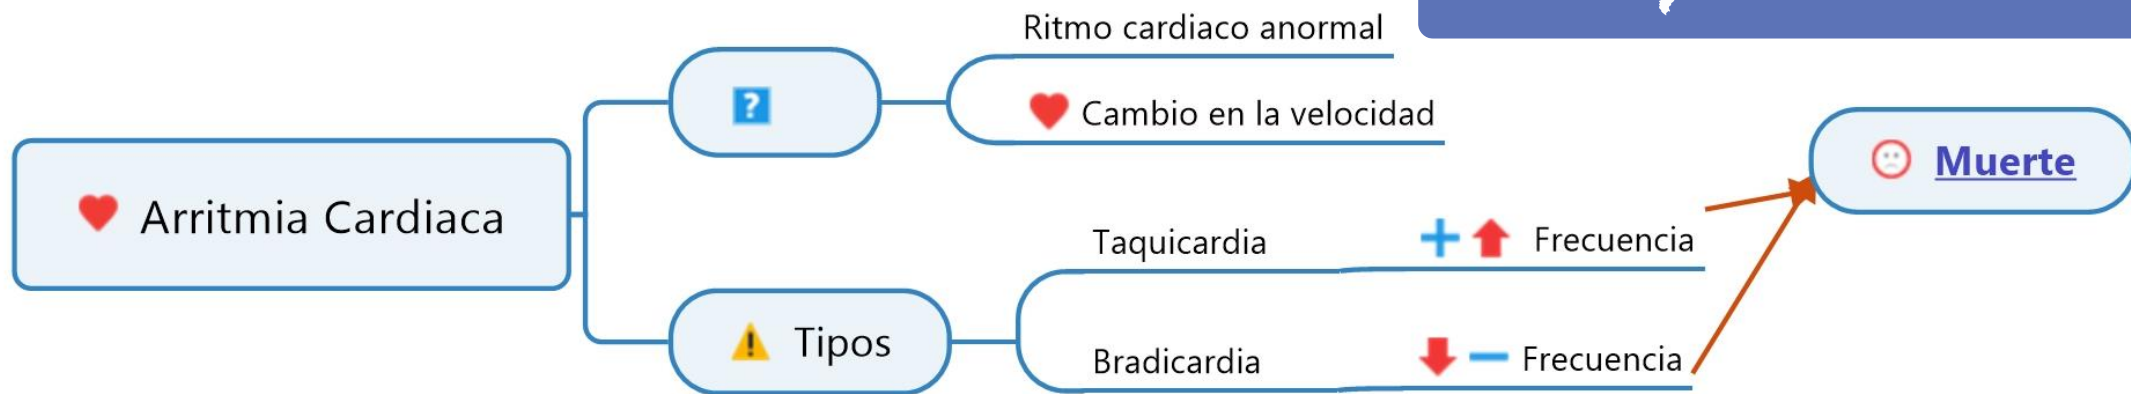 Arritmia Cardiaca
Ritmo cardiaco anormal
Cambio en la velocidad
Tipos
Taquicardia
Frecuencia
Bradicardia
Frecuencia
Muerte